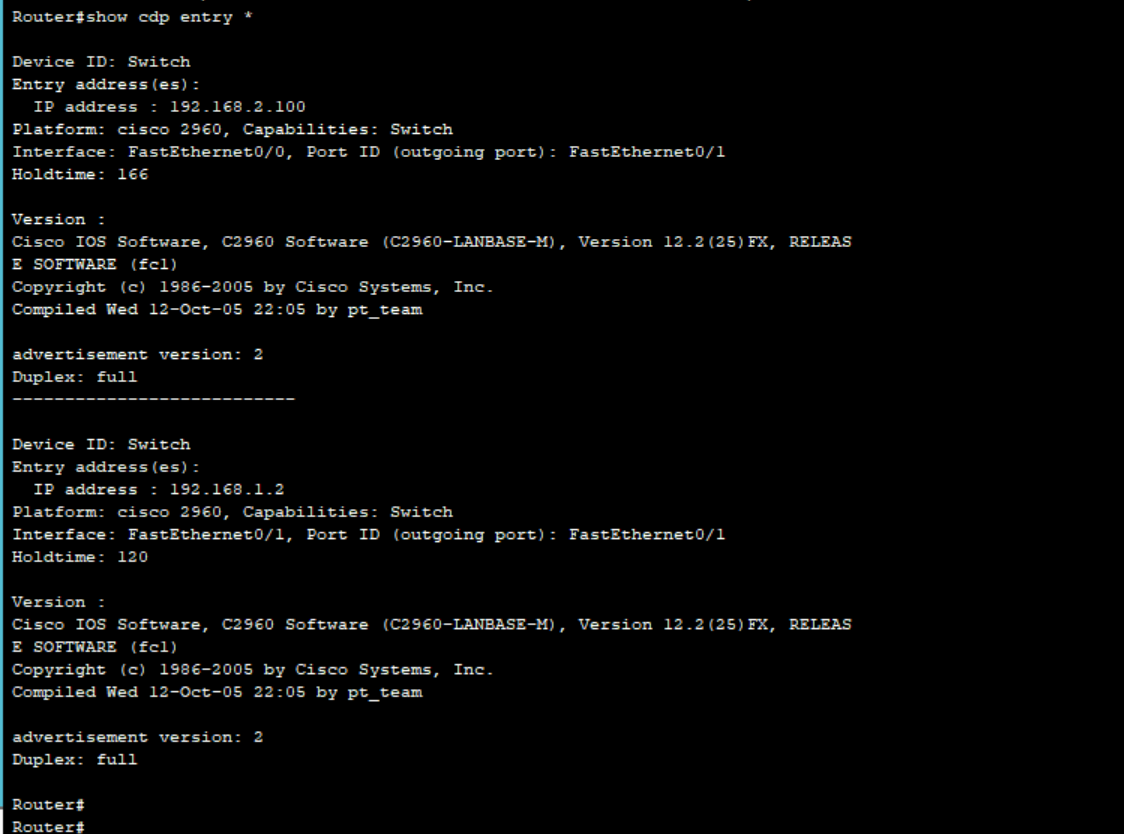 Router#show cdp entry *
Device ID: Switch
Entry address(es):
IP address : 192.168.2.100
Platform: cisco 2960, Capabilities: Switch
Interface: FastEthernet0/0, Port ID (outgoing port): FastEthernet0/1
Holdtime: 166
Version :
Cisco IOS Software, C2960 Software (C2960-LANBASE-M), Version 12.2(25)FX, RELEAS
E SOFTWARE (fc1)
Copyright (c) 1986-2005 by Cisco Systems, Inc.
Compiled Wed 12-Oct-05 22:05 by pt_team
advertisement version: 2
Duplex: full
---------------------------
Device ID: Switch
Entry address(es):
IP address : 192.168.1.2
Platform: cisco 2960, Capabilities: Switch
Interface: FastEthernet0/1, Port ID (outgoing port): FastEthernet0/1
Holdtime: 120
Version :
Cisco IOS Software, C2960 Software (C2960-LANBASE-M), Version 12.2(25)FX, RELEAS
E SOFTWARE (fc1)
Copyright (c) 1986-2005 by Cisco Systems, Inc.
Compiled Wed 12-Oct-05 22:05 by pt_team
advertisement version: 2
Duplex: full
Router#
Router#